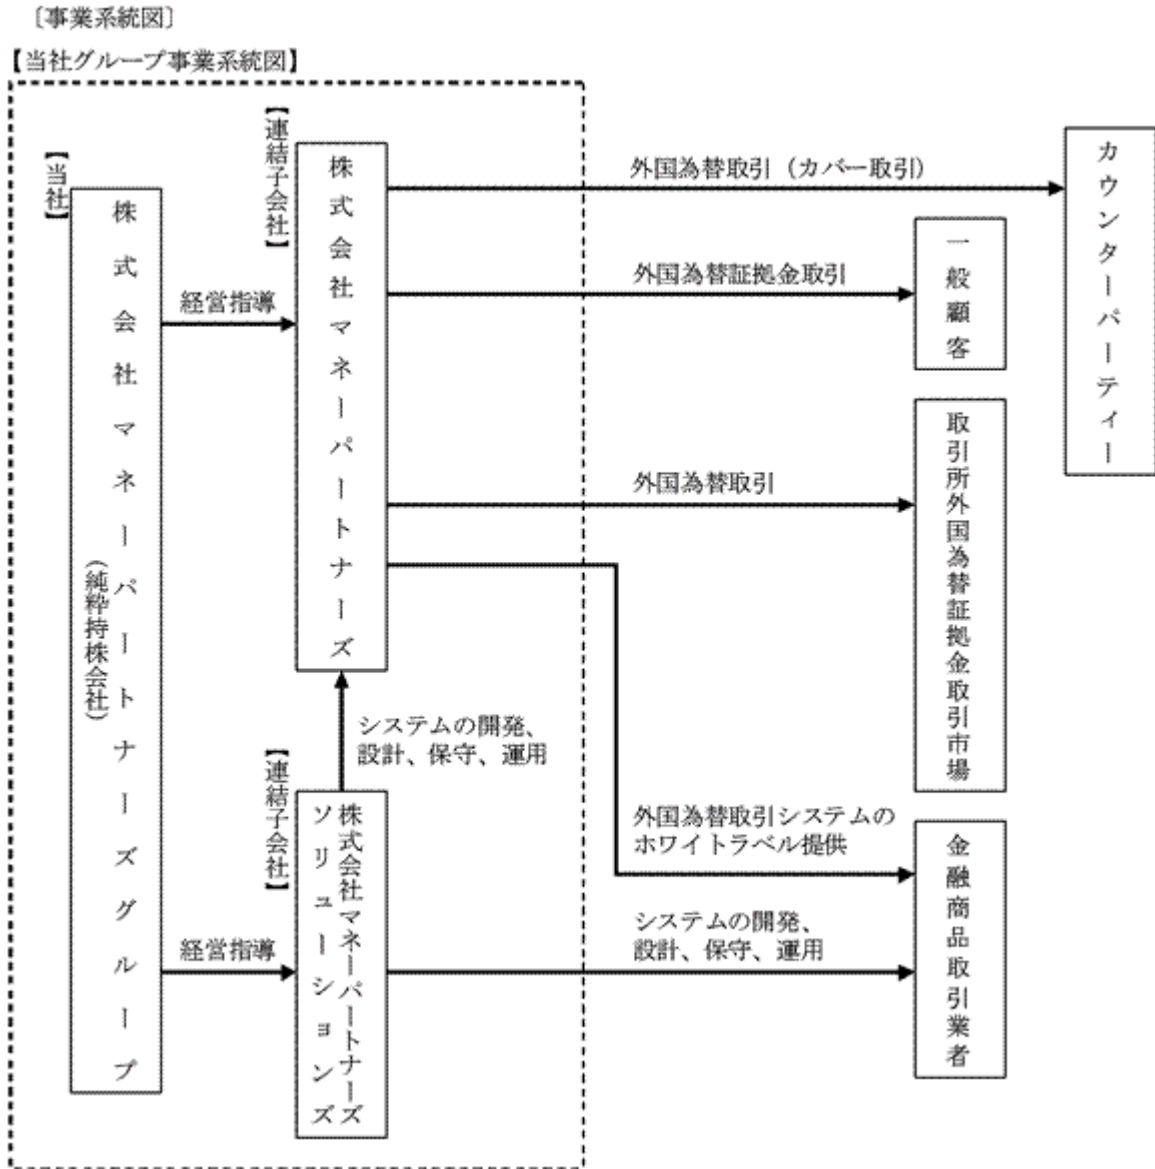 〔事業系統図〕
【当社グループ事業系統図】
【当社】
株式会社マネーパートナーズグループ
(純粋持株会社)
経営指導
経営指導
【連結子会社】
株式会社マネーパートナーズ
システムの開発、
設計、保守、運用
【連結子会社】
株式会社マネーパートナーズ
ソリューションズ
外国為替取引(カバー取引)
カウンターパーティー
外国為替証拠金取引
一般顧客
外国為替取引
取引所外国為替証拠金取引市場
外国為替取引システムの
ホワイトラベル提供
システムの開発、
設計、保守、運用
金融商品取引業者